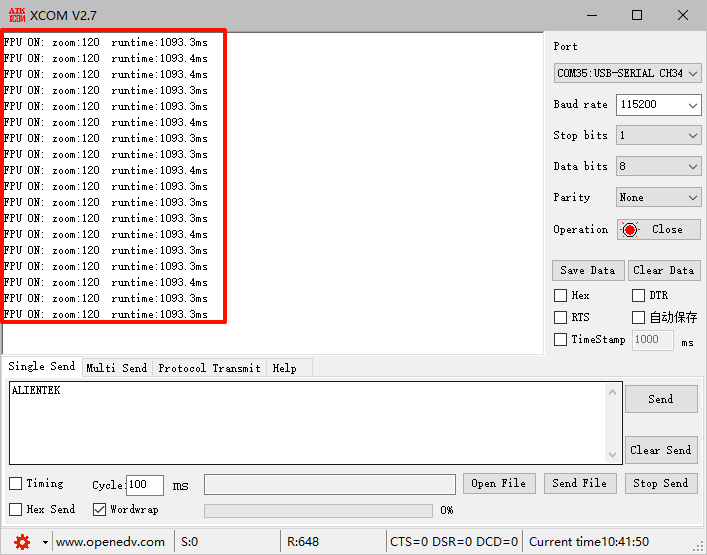 ATK
XCOM XCOM V2.7
FPU ON: zoom:120 runtime:1093.3ms
FPU ON: zoom:120 runtime:1093.4ms
FPU ON: zoom:120 runtime:1093.4ms
FPU ON: zoom:120 runtime:1093.3ms
FPU ON: zoom:120 runtime:1093.3ms
FPU ON: zoom:120 runtime:1093.4ms
FPU ON: zoom:120 runtime:1093.3ms
FPU ON: zoom:120 runtime:1093.3ms
FPU ON: zoom:120 runtime:1093.4ms
FPU ON: zoom:120 runtime:1093.3ms
FPU ON: zoom:120 runtime:1093.3ms
FPU ON: zoom:120 runtime:1093.3ms
FPU ON: zoom:120 runtime:1093.4ms
FPU ON: zoom:120 runtime:1093.3ms
FPU ON: zoom:120 runtime:1093.3ms
FPU ON: zoom:120 runtime:1093.4ms
FPU ON: zoom:120 runtime:1093.3ms
FPU ON: zoom:120 runtime:1093.3ms
Port
COM35:USB-SERIAL CH34
Baud rate 115200
Stop bits 1
Data bits 8
Parity None
Operation Close
Save Data Clear Data
Hex DTR
RTS 自动保存
TimeStamp 1000 ms
Single Send Multi Send Protocol Transmit Help
ALIENTEK
Send
Clear Send
Timing Cycle: 100 ms Open File Send File Stop Send
Hex Send Wordwrap 0%
www.openedv.com S:0 R:648 CTS=0 DSR=0 DCD=0 Current time10:41:50